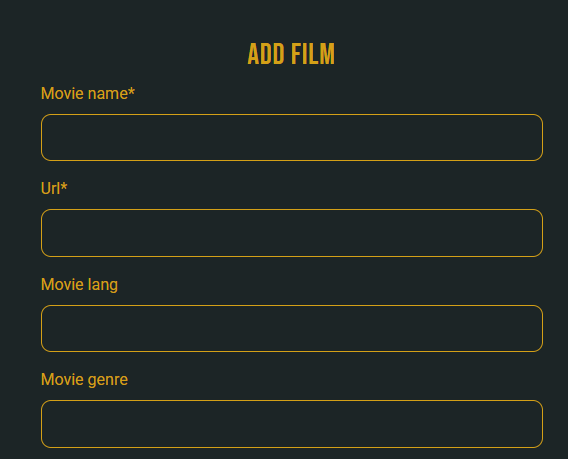 ADD FILM
Movie name*
Url*
Movie lang
Movie genre